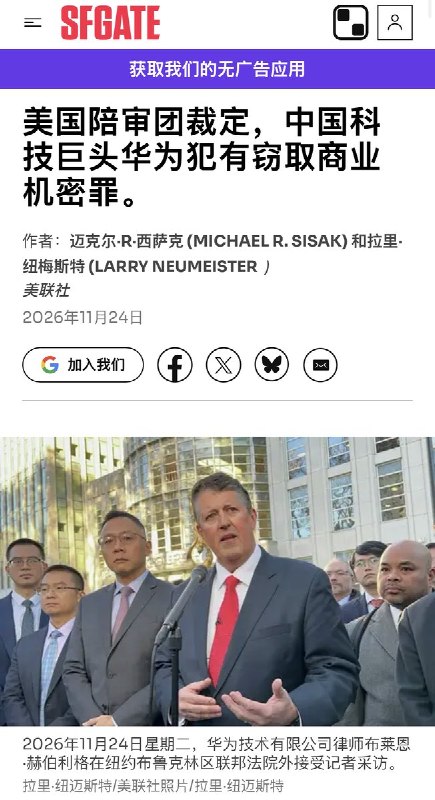 SFGATE
获取我们的无广告应用
美国陪审团裁定，中国科
技巨头华为犯有窃取商业
机密罪。
作者：迈克尔·R·西萨克 (MICHAEL R. SISAK) 和拉里·
纽梅斯特 (LARRY NEUMEISTER ）
美联社
2026年11月24日
加入我们
2026年11月24日星期二，华为技术有限公司律师布莱恩
·赫伯利格在纽约布鲁克林区联邦法院外接受记者采访。
拉里·纽迈斯特/美联社照片/拉里·纽迈斯特